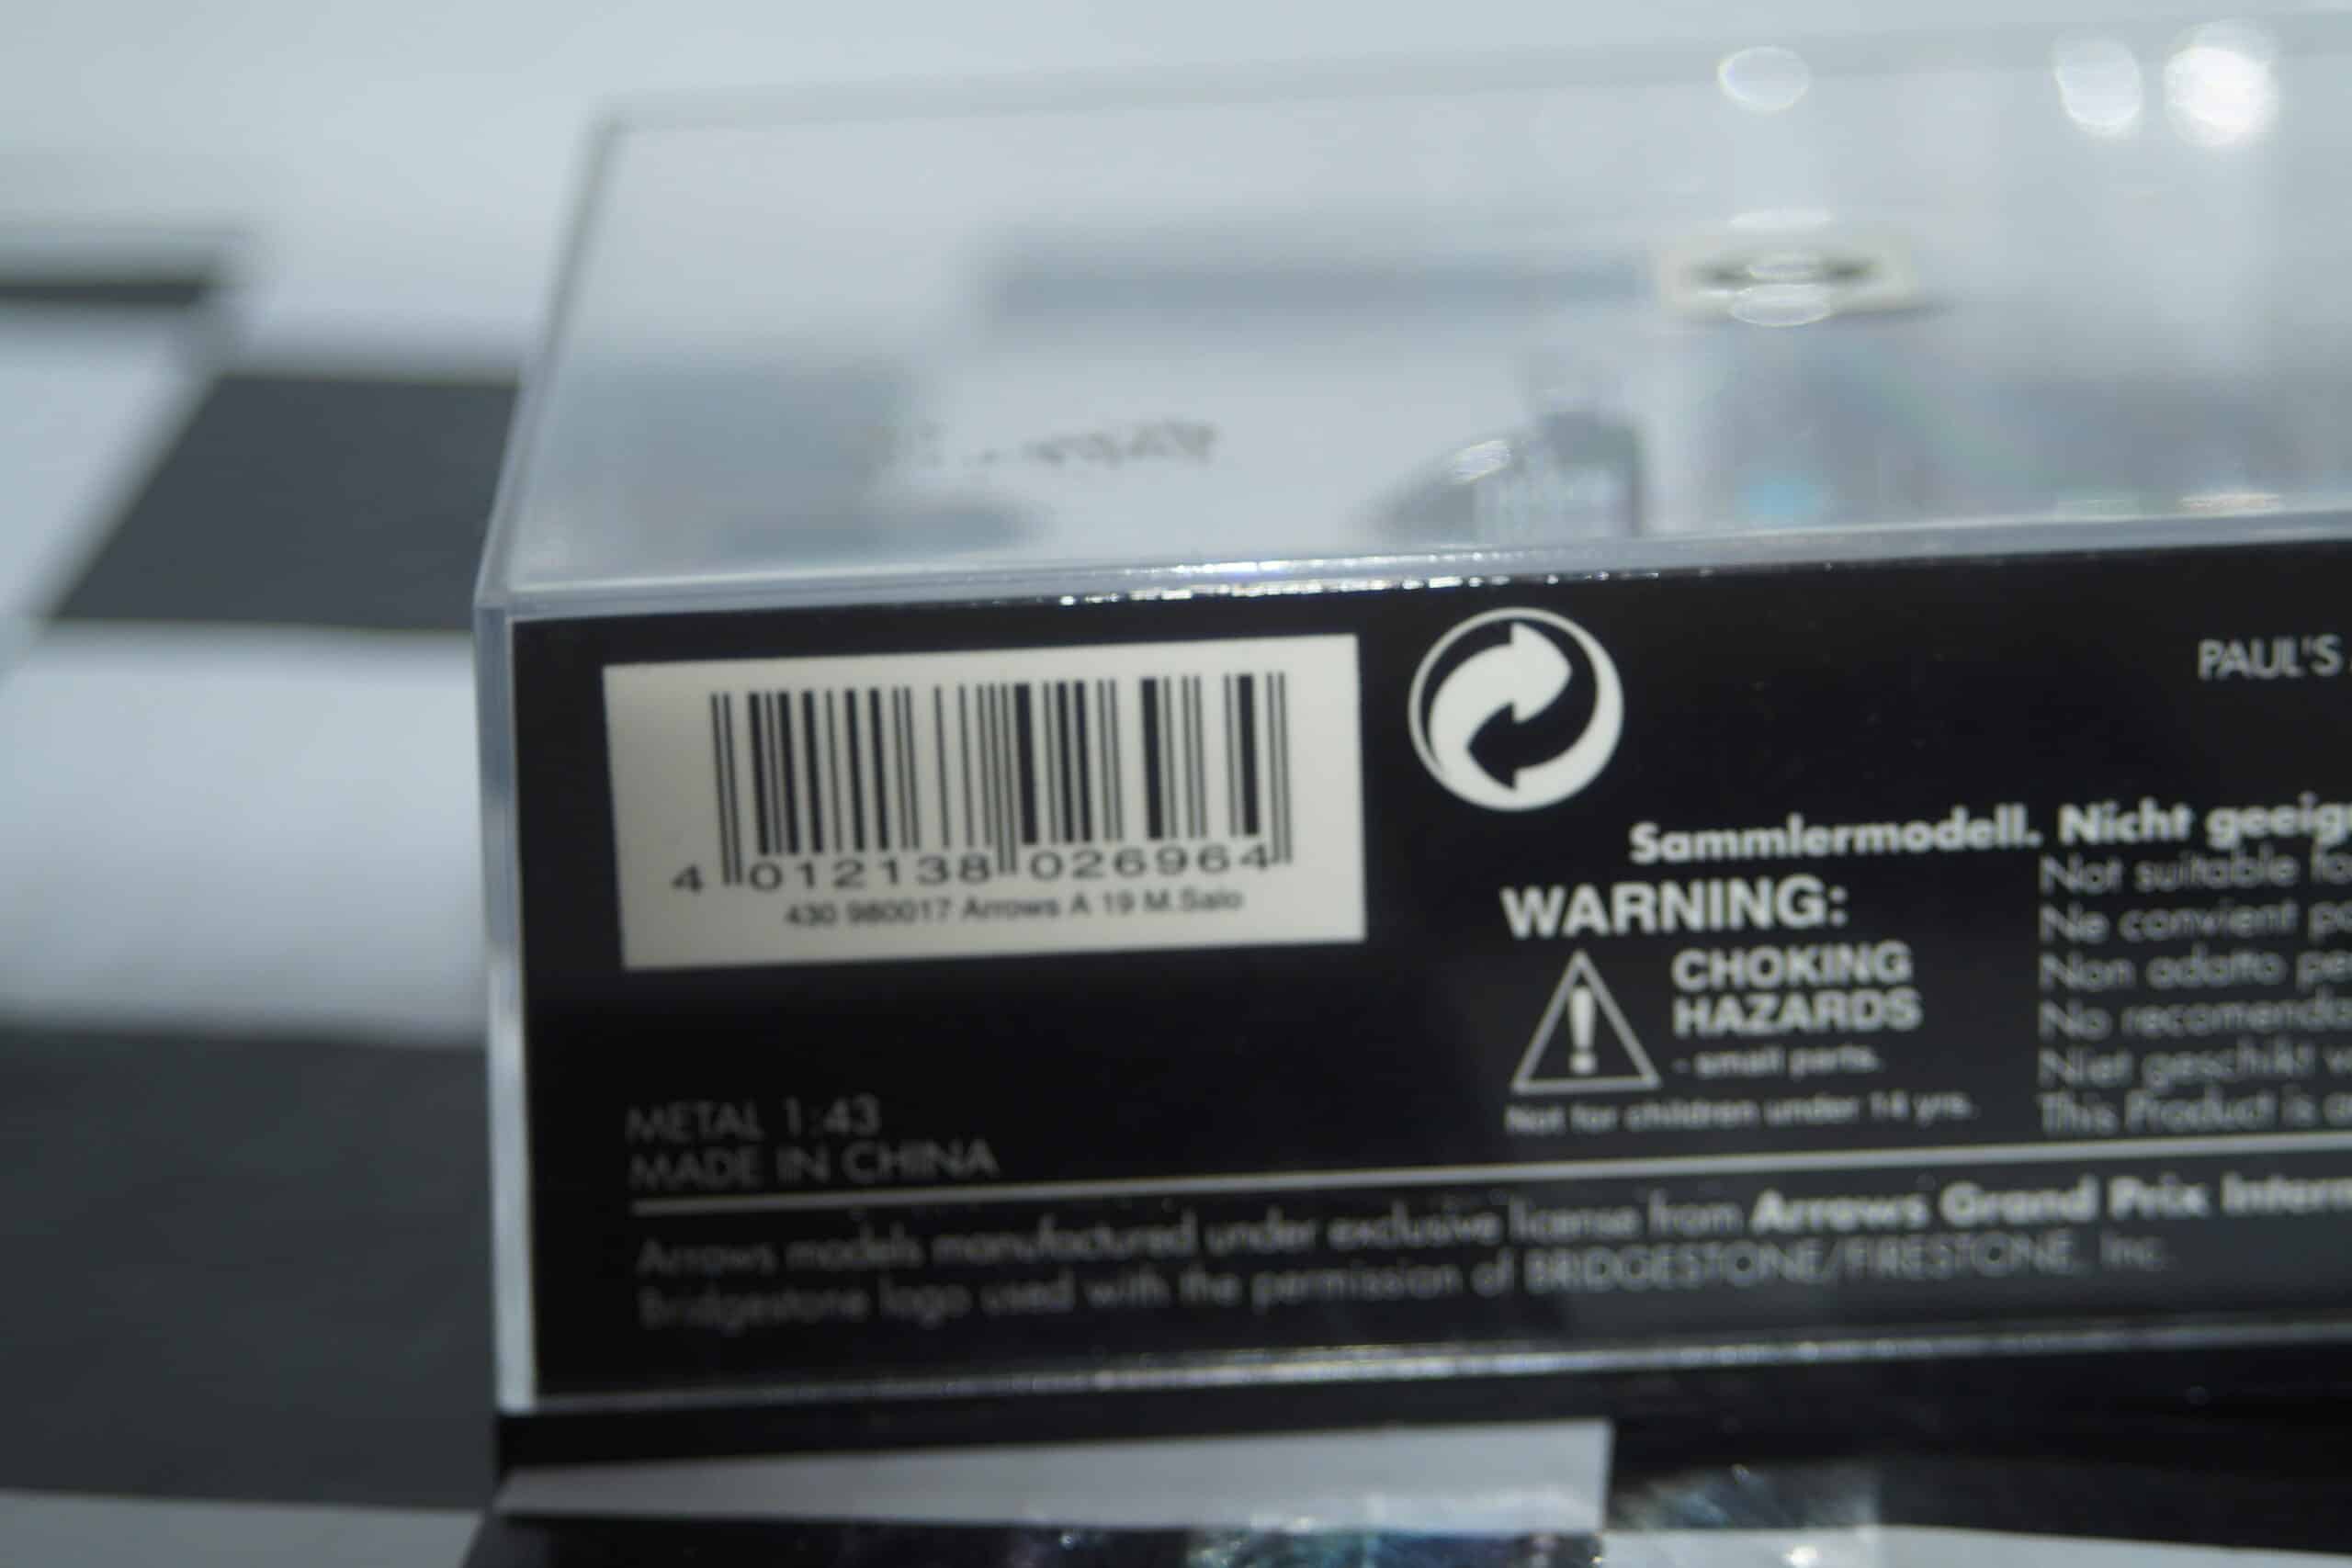 PAUL'S
4 012138 026964
430 980017 Arrows A 19 M.Salo
Sammlermodell. Nicht
WARNING:
CHOKING
HAZARDS
- small parts.
Not for children under 14 yrs.
Not suitable
Ne convient
Non adatto
No
Niet geschikt
This Product is
METAL 1:43
MADE IN CHINA
Arrows models manufactured under exclusive license from Arrows Grand Prix
Bridgestone logo used with the permission of BRIDGESTONE/FIRESTONE, Inc.